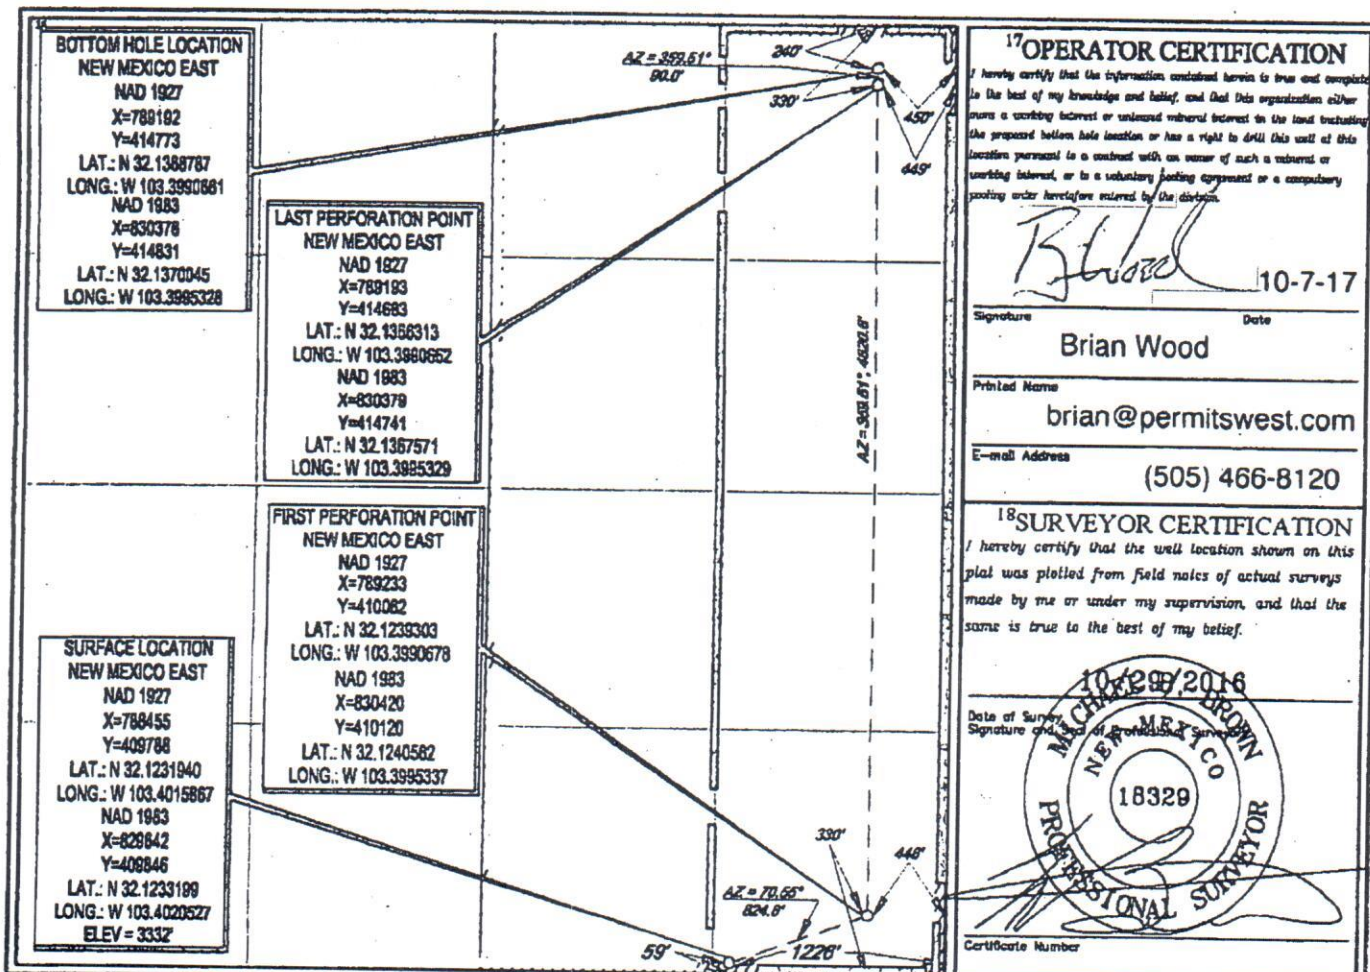 BOTTOM HOLE LOCATION
NEW MEXICO EAST
NAD 1927
X=789192
Y=414773
LAT.: N 32.1368787
LONG.: W 103.3990661
NAD 1983
X=830378
Y=414831
LAT.: N 32.1370045
LONG.: W 103.3995328
LAST PERFORATION POINT
NEW MEXICO EAST
NAD 1927
X=789193
Y=414683
LAT.: N 32.1366313
LONG.: W 103.3990662
NAD 1983
X=830379
Y=414741
LAT.: N 32.1367571
LONG.: W 103.3995329
FIRST PERFORATION POINT
NEW MEXICO EAST
NAD 1927
X=789233
Y=410062
LAT.: N 32.1239303
LONG.: W 103.3990678
NAD 1983
X=830420
Y=410120
LAT.: N 32.1240562
LONG.: W 103.3995337
SURFACE LOCATION
NEW MEXICO EAST
NAD 1927
X=788455
Y=409788
LAT.: N 32.1231940
LONG.: W 103.4015867
NAD 1983
X=829642
Y=409846
LAT.: N 32.1233199
LONG.: W 103.4020527
ELEV = 3332'
AZ = 359.51°
90.0'
240'
330'
450'
449'
AZ = 359.51°, 4620.6'
330'
448'
AZ = 70.55°
824.6'
59'
1226'
17 OPERATOR CERTIFICATION
I hereby certify that the information contained herein is true and complete
to the best of my knowledge and belief, and that this organization either
owns a working interest or unleased mineral interest in the land including
the proposed bottom hole location or has a right to drill this well at this
location pursuant to a contract with an owner of such a mineral or
working interest, or to a voluntary pooling agreement or a compulsory
pooling order heretofore entered by the division.
10-7-17
Signature Date
Brian Wood
Printed Name
brian@permitswest.com
E-mail Address
(505) 466-8120
18 SURVEYOR CERTIFICATION
I hereby certify that the well location shown on this
plat was plotted from field notes of actual surveys
made by me or under my supervision, and that the
same is true to the best of my belief.
10/29/2016
Date of Survey
Signature and Seal of Professional Surveyor
MICHAEL BROWN
NEW MEXICO
18329
PROFESSIONAL SURVEYOR
Certificate Number